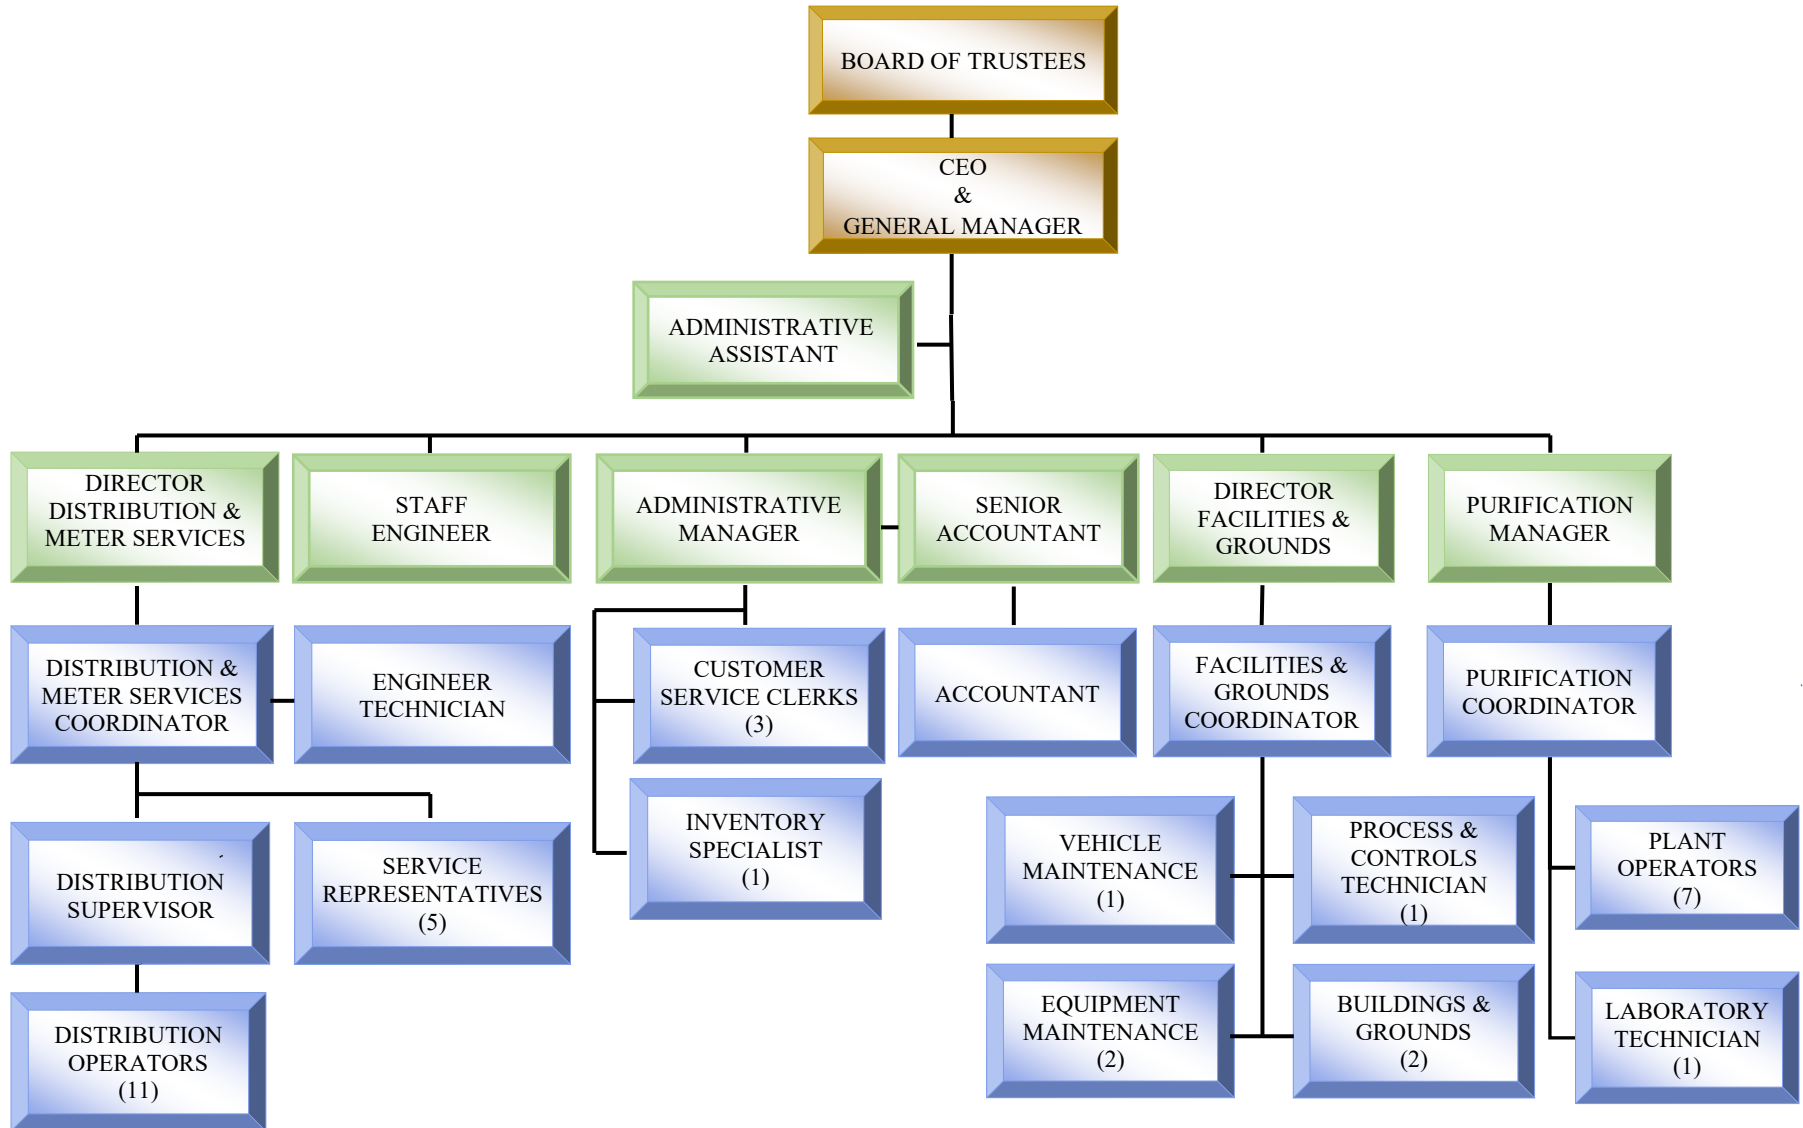 BOARD OF TRUSTEES
CEO
&
GENERAL MANAGER
ADMINISTRATIVE
ASSISTANT
DIRECTOR
DISTRIBUTION &
METER SERVICES
STAFF
ENGINEER
ADMINISTRATIVE
MANAGER
SENIOR
ACCOUNTANT
DIRECTOR
FACILITIES &
GROUNDS
PURIFICATION
MANAGER
DISTRIBUTION &
METER SERVICES
COORDINATOR
ENGINEER
TECHNICIAN
CUSTOMER
SERVICE CLERKS
(3)
ACCOUNTANT
FACILITIES &
GROUNDS
COORDINATOR
PURIFICATION
COORDINATOR
DISTRIBUTION
SUPERVISOR
SERVICE
REPRESENTATIVES
(5)
INVENTORY
SPECIALIST
(1)
VEHICLE
MAINTENANCE
(1)
PROCESS &
CONTROLS
TECHNICIAN
(1)
PLANT
OPERATORS
(7)
DISTRIBUTION
OPERATORS
(11)
EQUIPMENT
MAINTENANCE
(2)
BUILDINGS &
GROUNDS
(2)
LABORATORY
TECHNICIAN
(1)